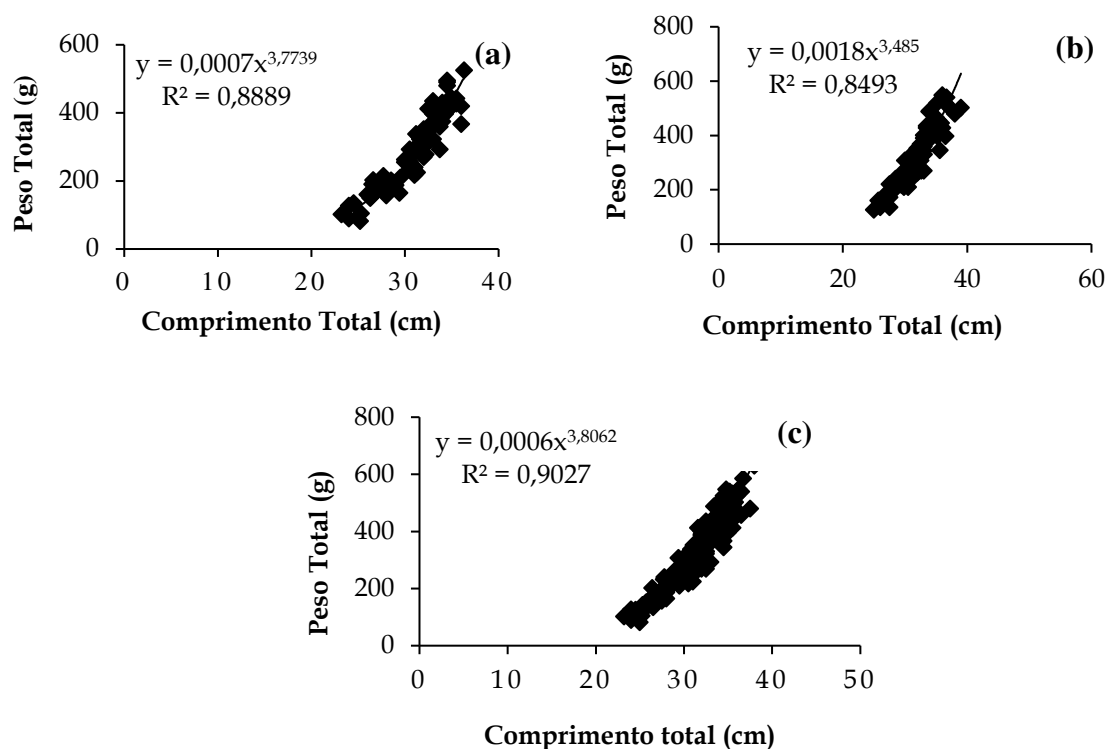 (a)
y = 0,0007x^3,7739
R² = 0,8889
Peso Total (g)
600
400
200
0
0 10 20 30 40
Comprimento Total (cm)
(b)
y = 0,0018x^3,485
R² = 0,8493
Peso Total (g)
800
600
400
200
0
0 20 40 60
Comprimento Total (cm)
(c)
y = 0,0006x^3,8062
R² = 0,9027
Peso Total (g)
800
600
400
200
0
0 20 30 40 50
Comprimento total (cm)